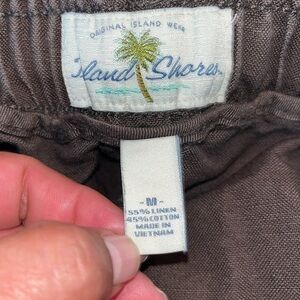 ORIGINAL ISLAND WEAR
Island Shores
- M -
55% LINEN
45% COTTON
MADE IN
VIETNAM